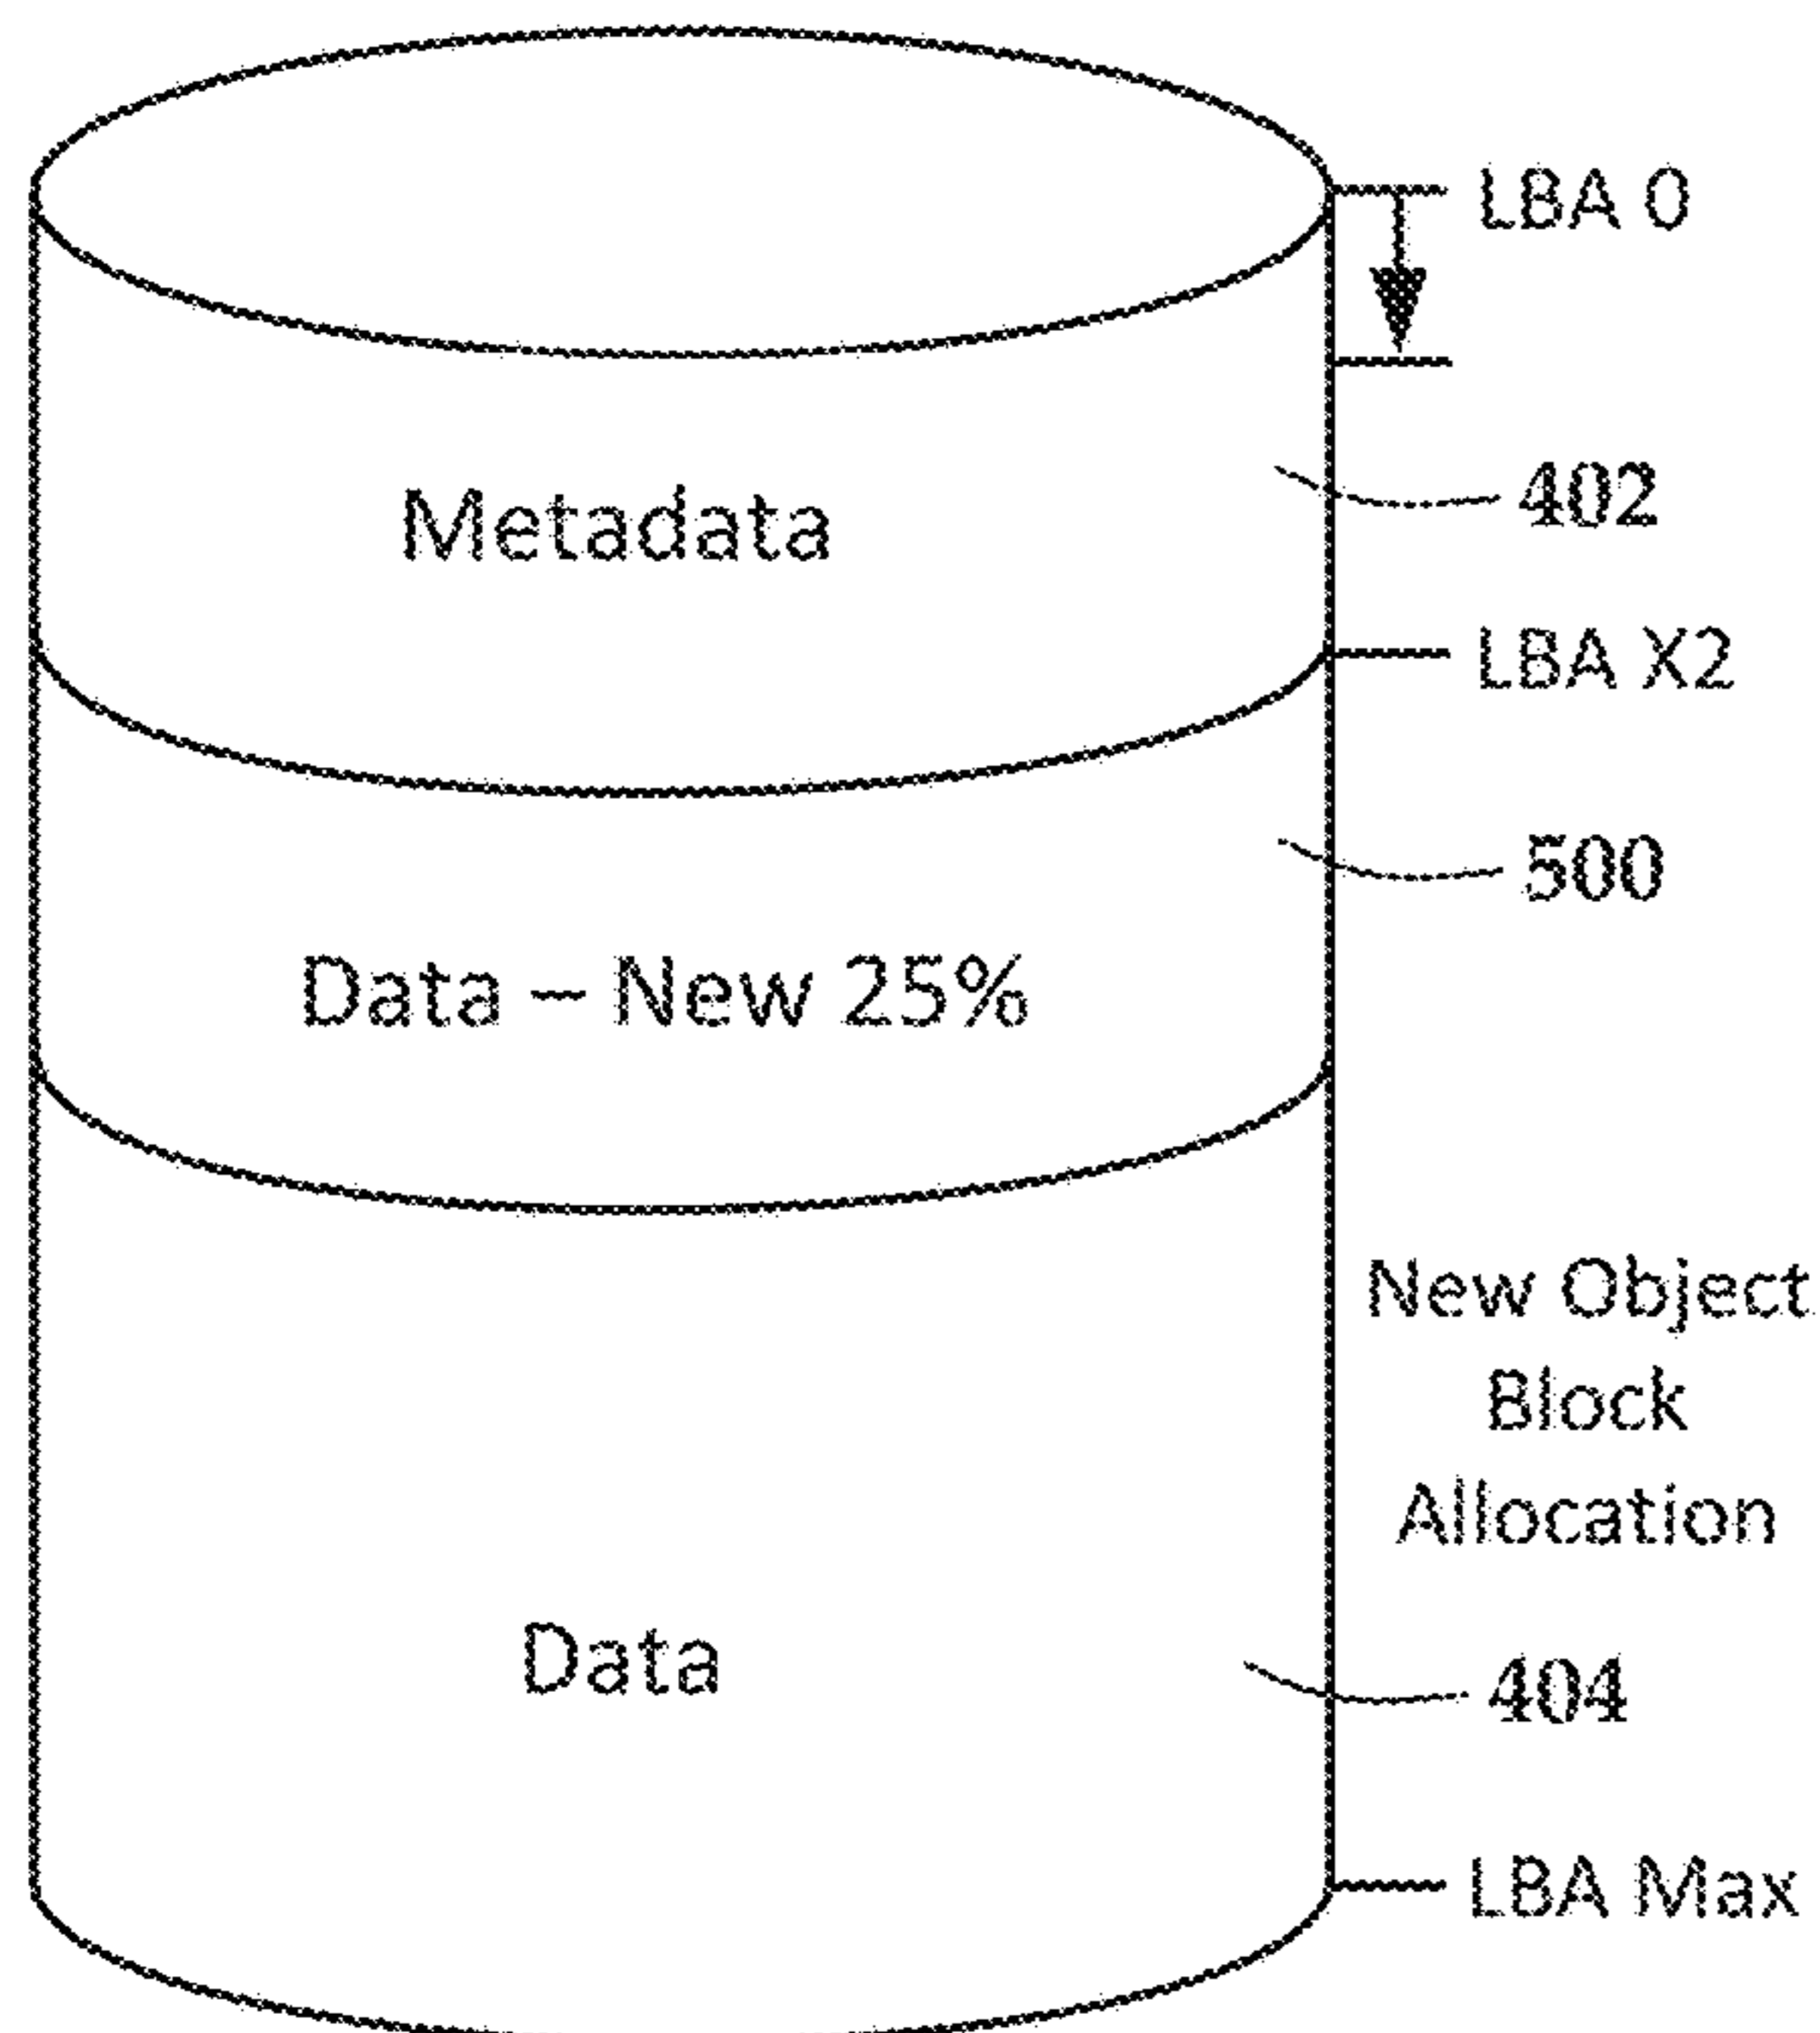 LBA 0
402
Metadata
LBA X2
500
Data – New 25%
New Object
Block
Allocation
Data
404
LBA Max